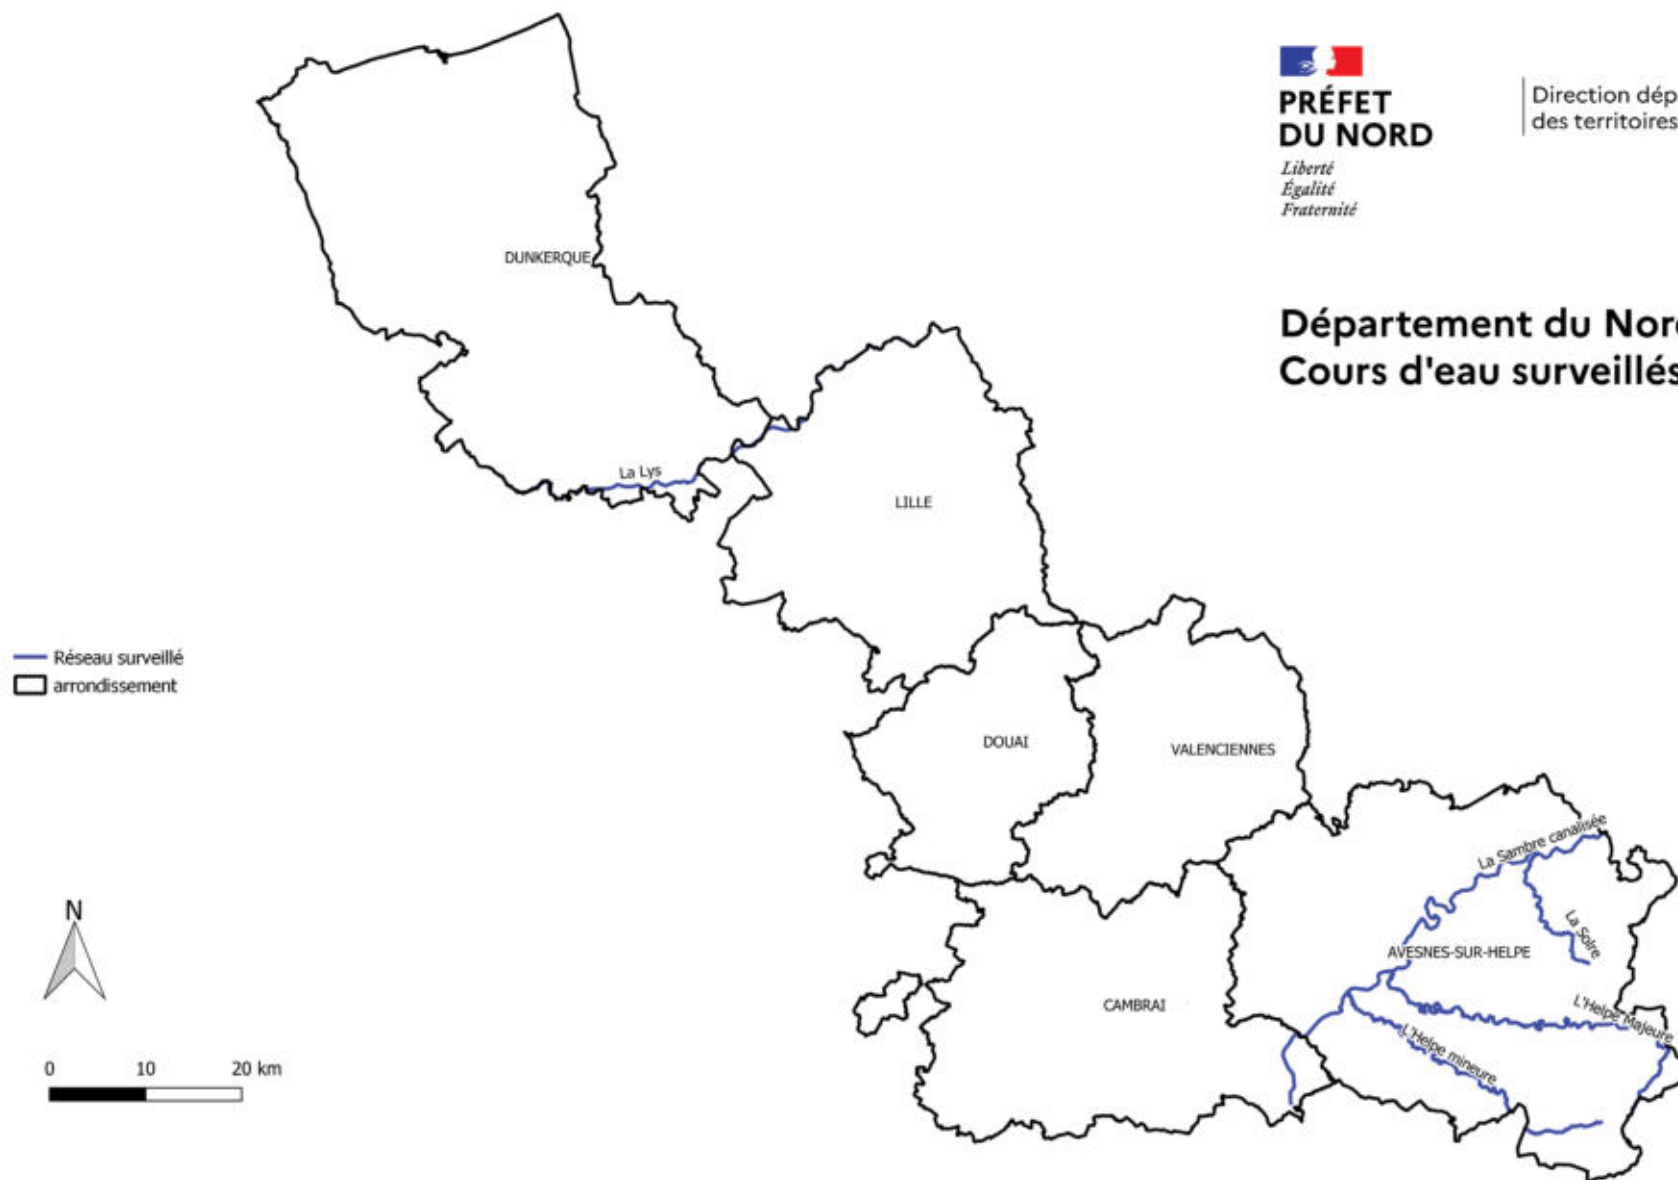 PRÉFET
DU NORD
Liberté
Égalité
Fraternité
Direction dép
des territoires
Département du Nord
Cours d'eau surveillés
DUNKERQUE
La Lys
LILLE
Réseau surveillé
arrondissement
DOUAI
VALENCIENNES
La Sambre canalisée
La Solre
AVESNES-SUR-HELPE
CAMBRAI
L'Helpe Majeure
L'Helpe mineure
N
0 10 20 km